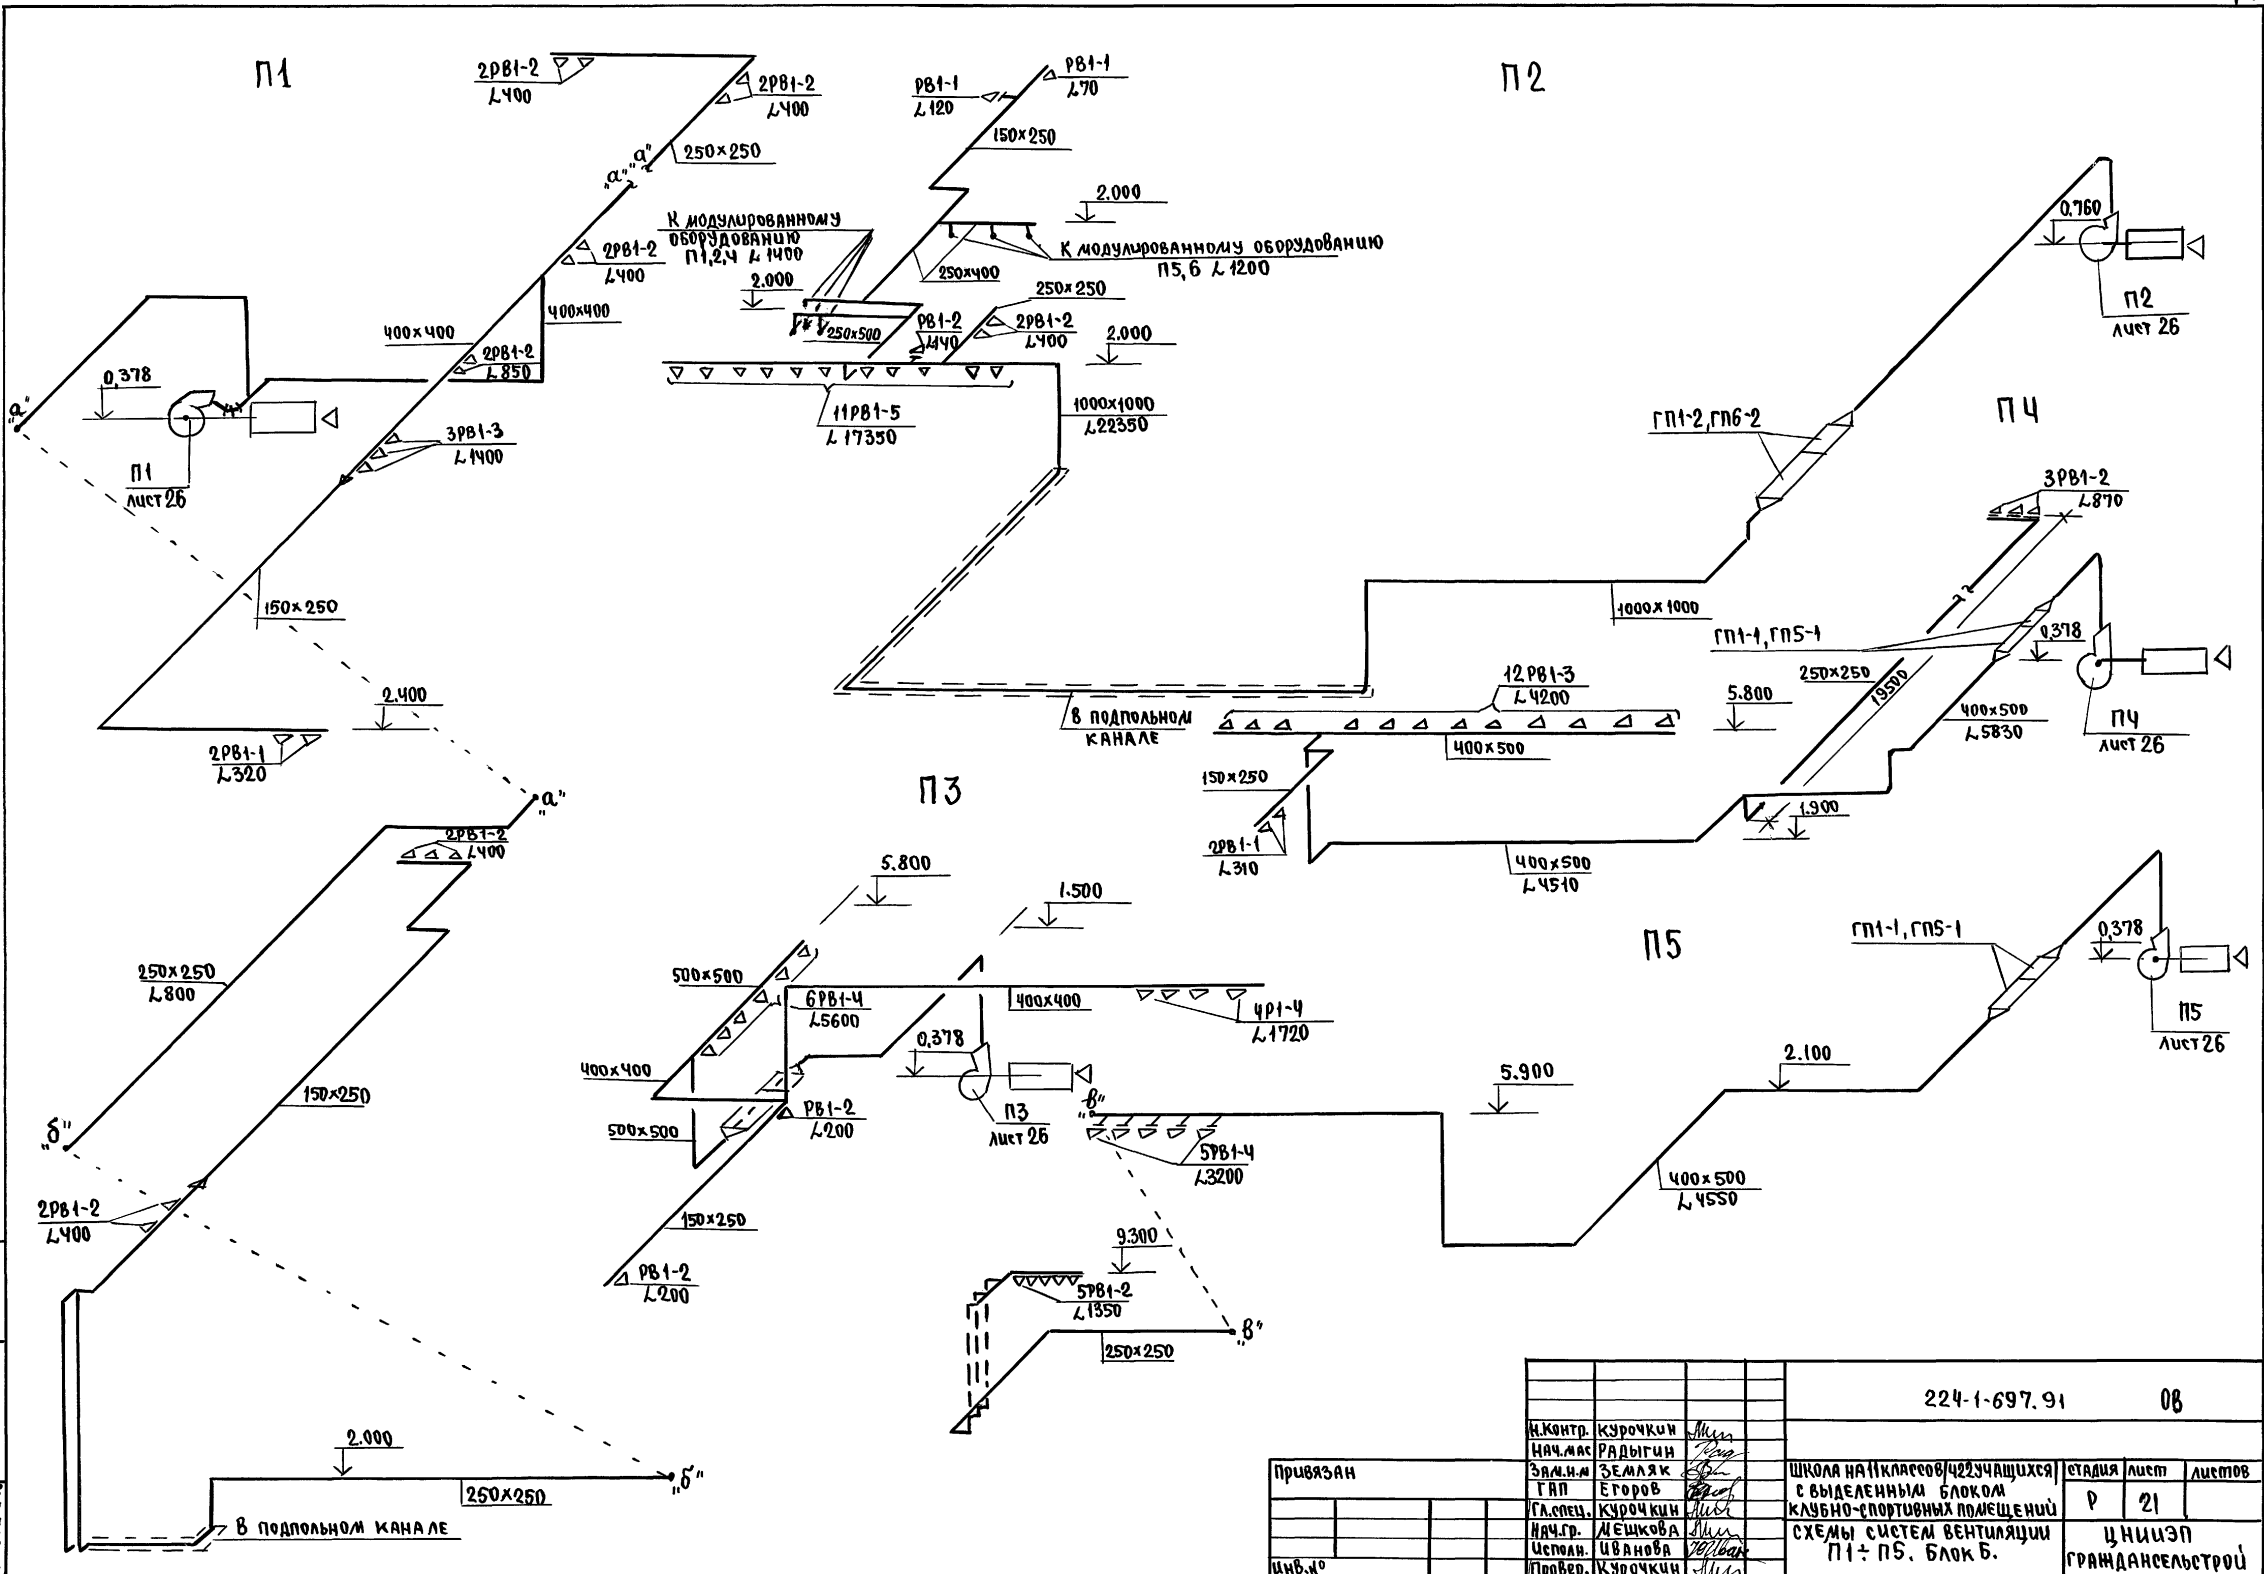 П1
2РВ1-2
L400
2РВ1-2
L400
250×250
„а"
„а"
2РВ1-2
L400
400×400
400×400
2РВ1-2
L850
0,378
„а"
П1
лист 26
3РВ1-3
L1400
150×250
2.400
2РВ1-1
L320
„а"
2РВ1-2
L400
250×250
L800
150×250
„б"
2РВ1-2
L400
2.000
250×250
„б"
В ПОДПОЛЬНОМ КАНАЛЕ
П2
РВ1-1
L70
РВ1-1
L120
150×250
2.000
К МОДУЛИРОВАННОМУ
ОБОРУДОВАНИЮ
П1,2,4 L1400
2.000
К МОДУЛИРОВАННОМУ ОБОРУДОВАНИЮ
П5,6 L1200
250×400
250×250
250×500
РВ1-2
L140
2РВ1-2
L400
2.000
11РВ1-5
L17350
1000×1000
L22350
0.760
П2
лист 26
ГП1-2, ГП6-2
1000×1000
В ПОДПОЛЬНОМ
КАНАЛЕ
П4
3РВ1-2
L870
ГП1-1, ГП5-1
0,378
250×250
19500
12РВ1-3
L4200
5.800
400×500
L5830
П4
лист 26
400×500
150×250
1.900
2РВ1-1
L310
400×500
L4510
П3
5.800
1.500
500×500
6РВ1-4
L5600
400×400
4Р1-4
L1720
0,378
400×400
РВ1-2
L200
П3
лист 26
500×500
150×250
РВ1-2
L200
П5
ГП1-1, ГП5-1
0,378
П5
лист 26
2.100
5.900
„в"
5РВ1-4
L3200
400×500
L4550
9.300
5РВ1-2
L1350
„в"
250×250
224-1-697.91 ОВ
Н.КОНТР. КУРОЧКИН
НАЧ.МАС РАДЫГИН
ЗАМ.Н.М ЗЕМЛЯК
ГАП ЕГОРОВ
ГЛ.СПЕЦ. КУРОЧКИН
НАЧ.ГР. МЕШКОВА
ИСПОЛН. ИВАНОВА
ПРОВЕР. КУРОЧКИН
ПРИВЯЗАН
ИНВ.№
ШКОЛА НА 11 КЛАССОВ/422 УЧАЩИХСЯ/
С ВЫДЕЛЕННЫМ БЛОКОМ
КЛУБНО-СПОРТИВНЫХ ПОМЕЩЕНИЙ
СТАДИЯ ЛИСТ ЛИСТОВ
Р 21
СХЕМЫ СИСТЕМ ВЕНТИЛЯЦИИ
П1÷П5. БЛОК Б.
ЦНИИЭП
ГРАЖДАНСЕЛЬСТРОЙ